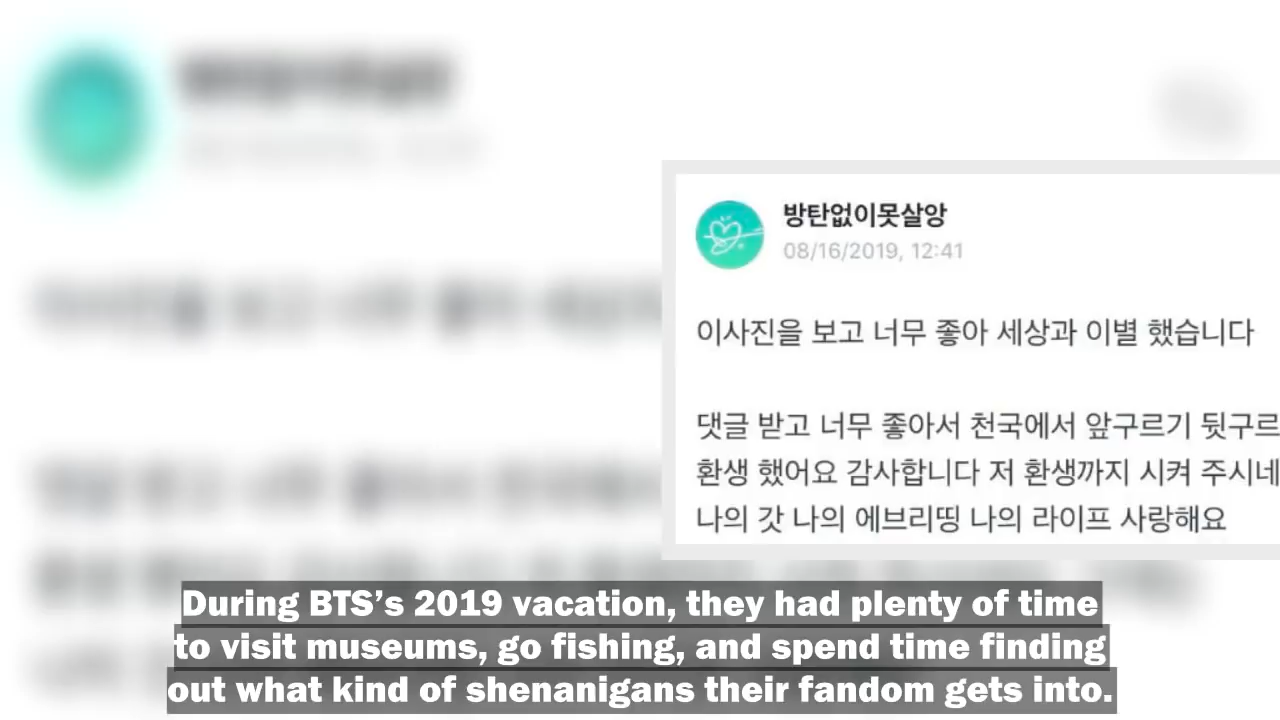 방탄없이못살앙
08/16/2019, 12:41
이사진을 보고 너무 좋아 세상과 이별 했습니다
댓글 받고 너무 좋아서 천국에서 앞구르기 뒷구르
환생 했어요 감사합니다 저 환생까지 시켜 주시네
나의 갓 나의 에브리띵 나의 라이프 사랑해요
During BTS’s 2019 vacation, they had plenty of time
to visit museums, go fishing, and spend time finding
out what kind of shenanigans their fandom gets into.